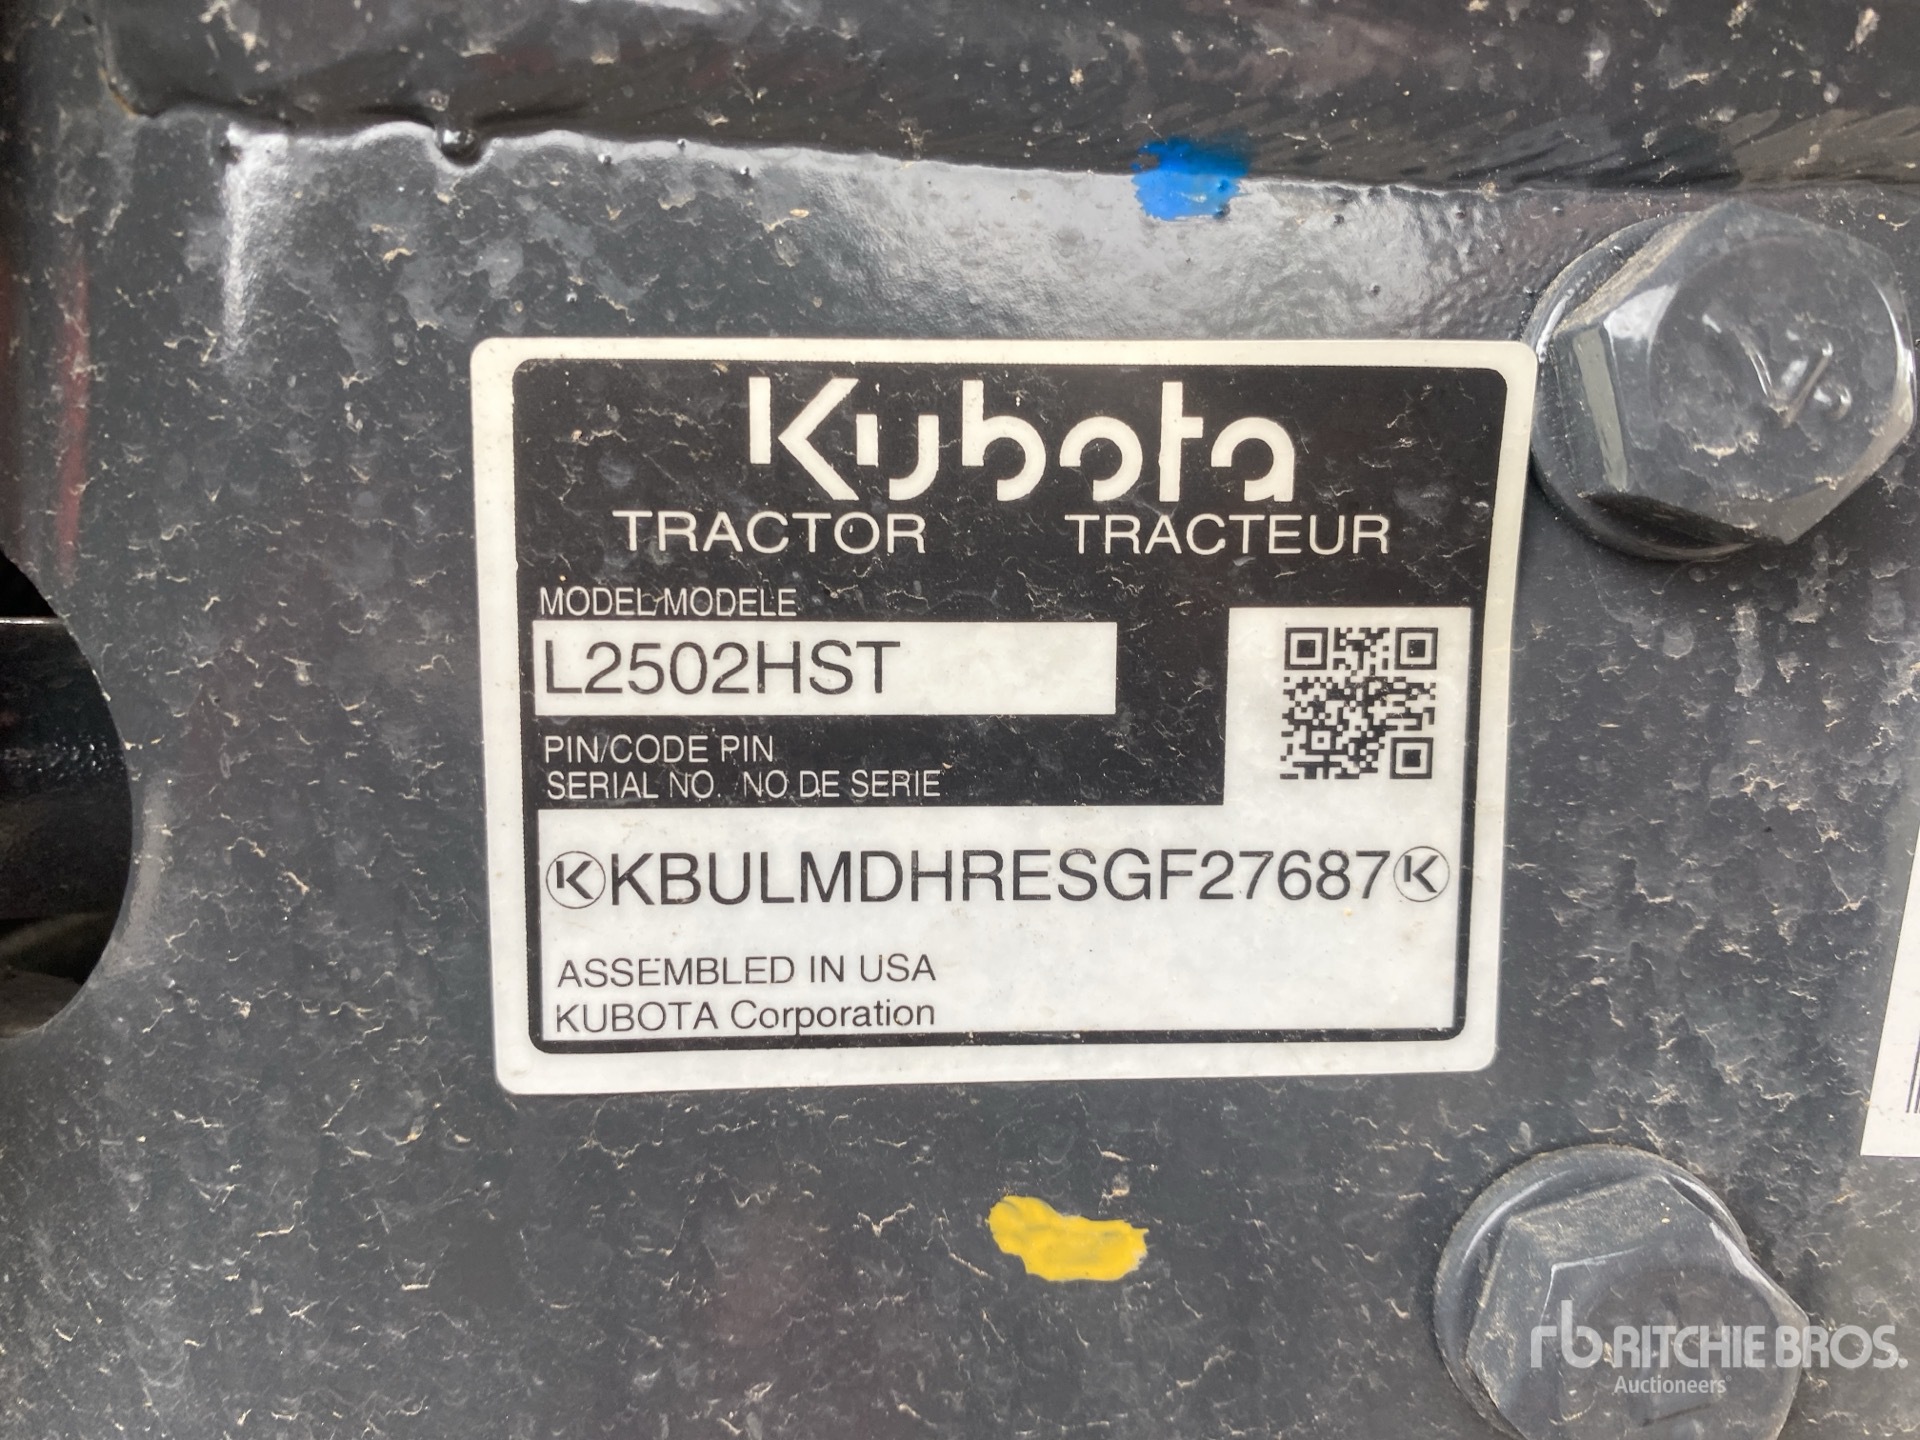 Kubota
TRACTOR TRACTEUR
MODEL/MODELE
L2502HST
PIN/CODE PIN
SERIAL NO. NO DE SERIE
KBULMDHRESGF27687
ASSEMBLED IN USA
KUBOTA Corporation
rb RITCHIE BROS.
Auctioneers